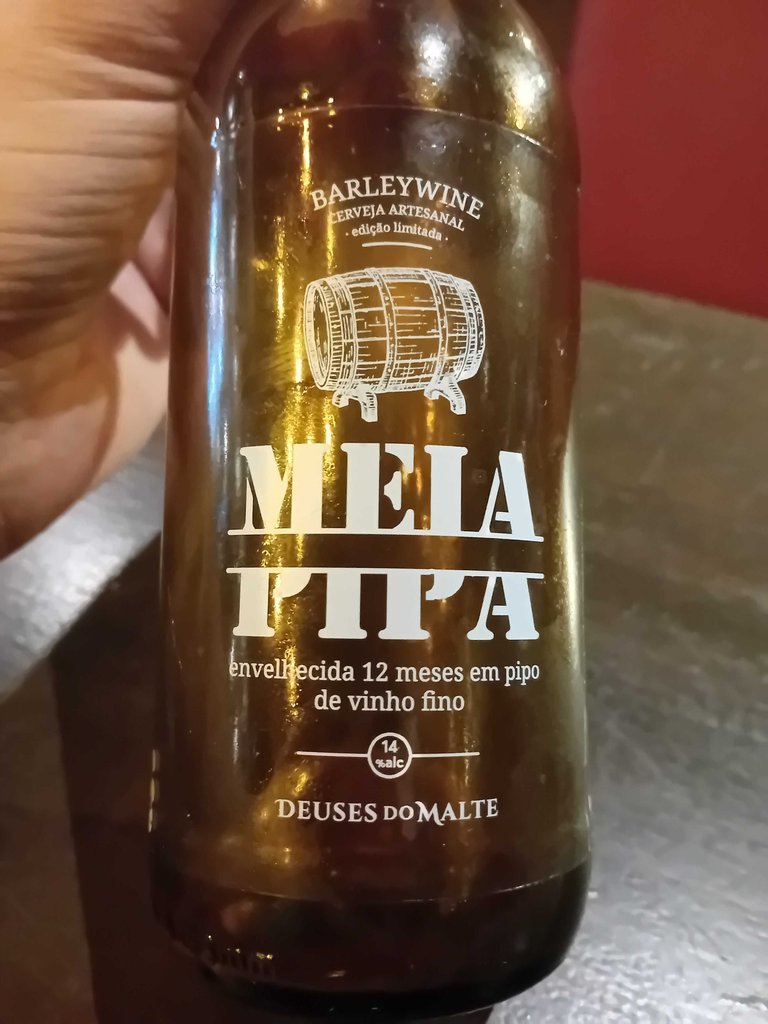 BARLEYWINE
CERVEJA ARTESANAL
· edição limitada ·
MEIA
PIPA
envelhecida 12 meses em pipo
de vinho fino
14
%alc
DEUSES DO MALTE